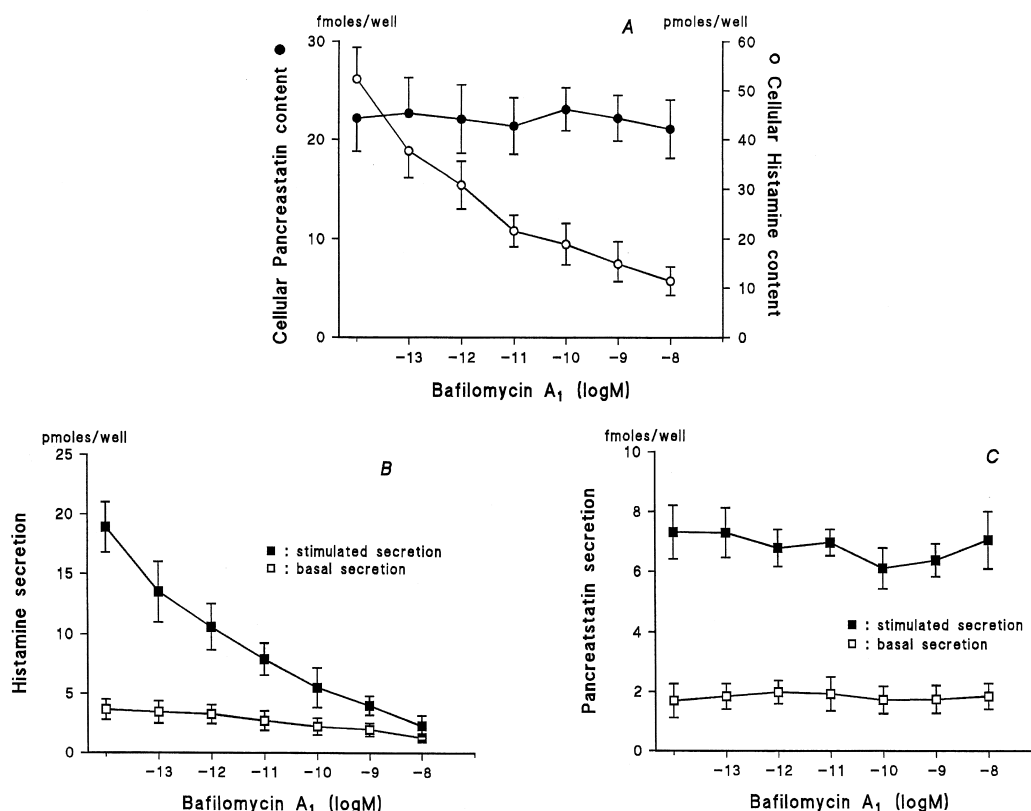 fmoles/well
pmoles/well
A
Cellular Pancreastatin content ●
30
20
10
0
60
50
40
30
20
10
0
○ Cellular Histamine content
-13 -12 -11 -10 -9 -8
Bafilomycin A₁ (logM)
pmoles/well
B
Histamine secretion
25
20
15
10
5
0
■ : stimulated secretion
□ : basal secretion
-13 -12 -11 -10 -9 -8
Bafilomycin A₁ (logM)
fmoles/well
C
Pancreatstatin secretion
10
8
6
4
2
0
■ : stimulated secretion
□ : basal secretion
-13 -12 -11 -10 -9 -8
Bafilomycin A₁ (logM)